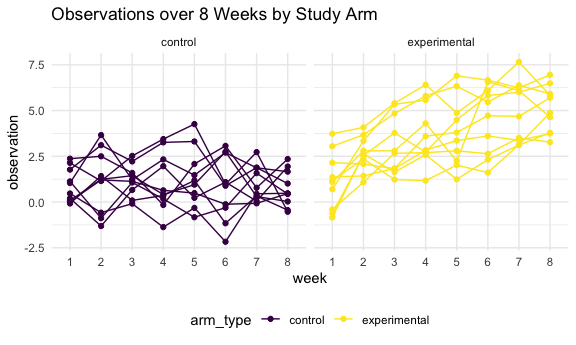 Observations over 8 Weeks by Study Arm
control experimental
7.5
5.0
2.5
0.0
-2.5
observation
1 2 3 4 5 6 7 8 1 2 3 4 5 6 7 8
week
arm_type control experimental